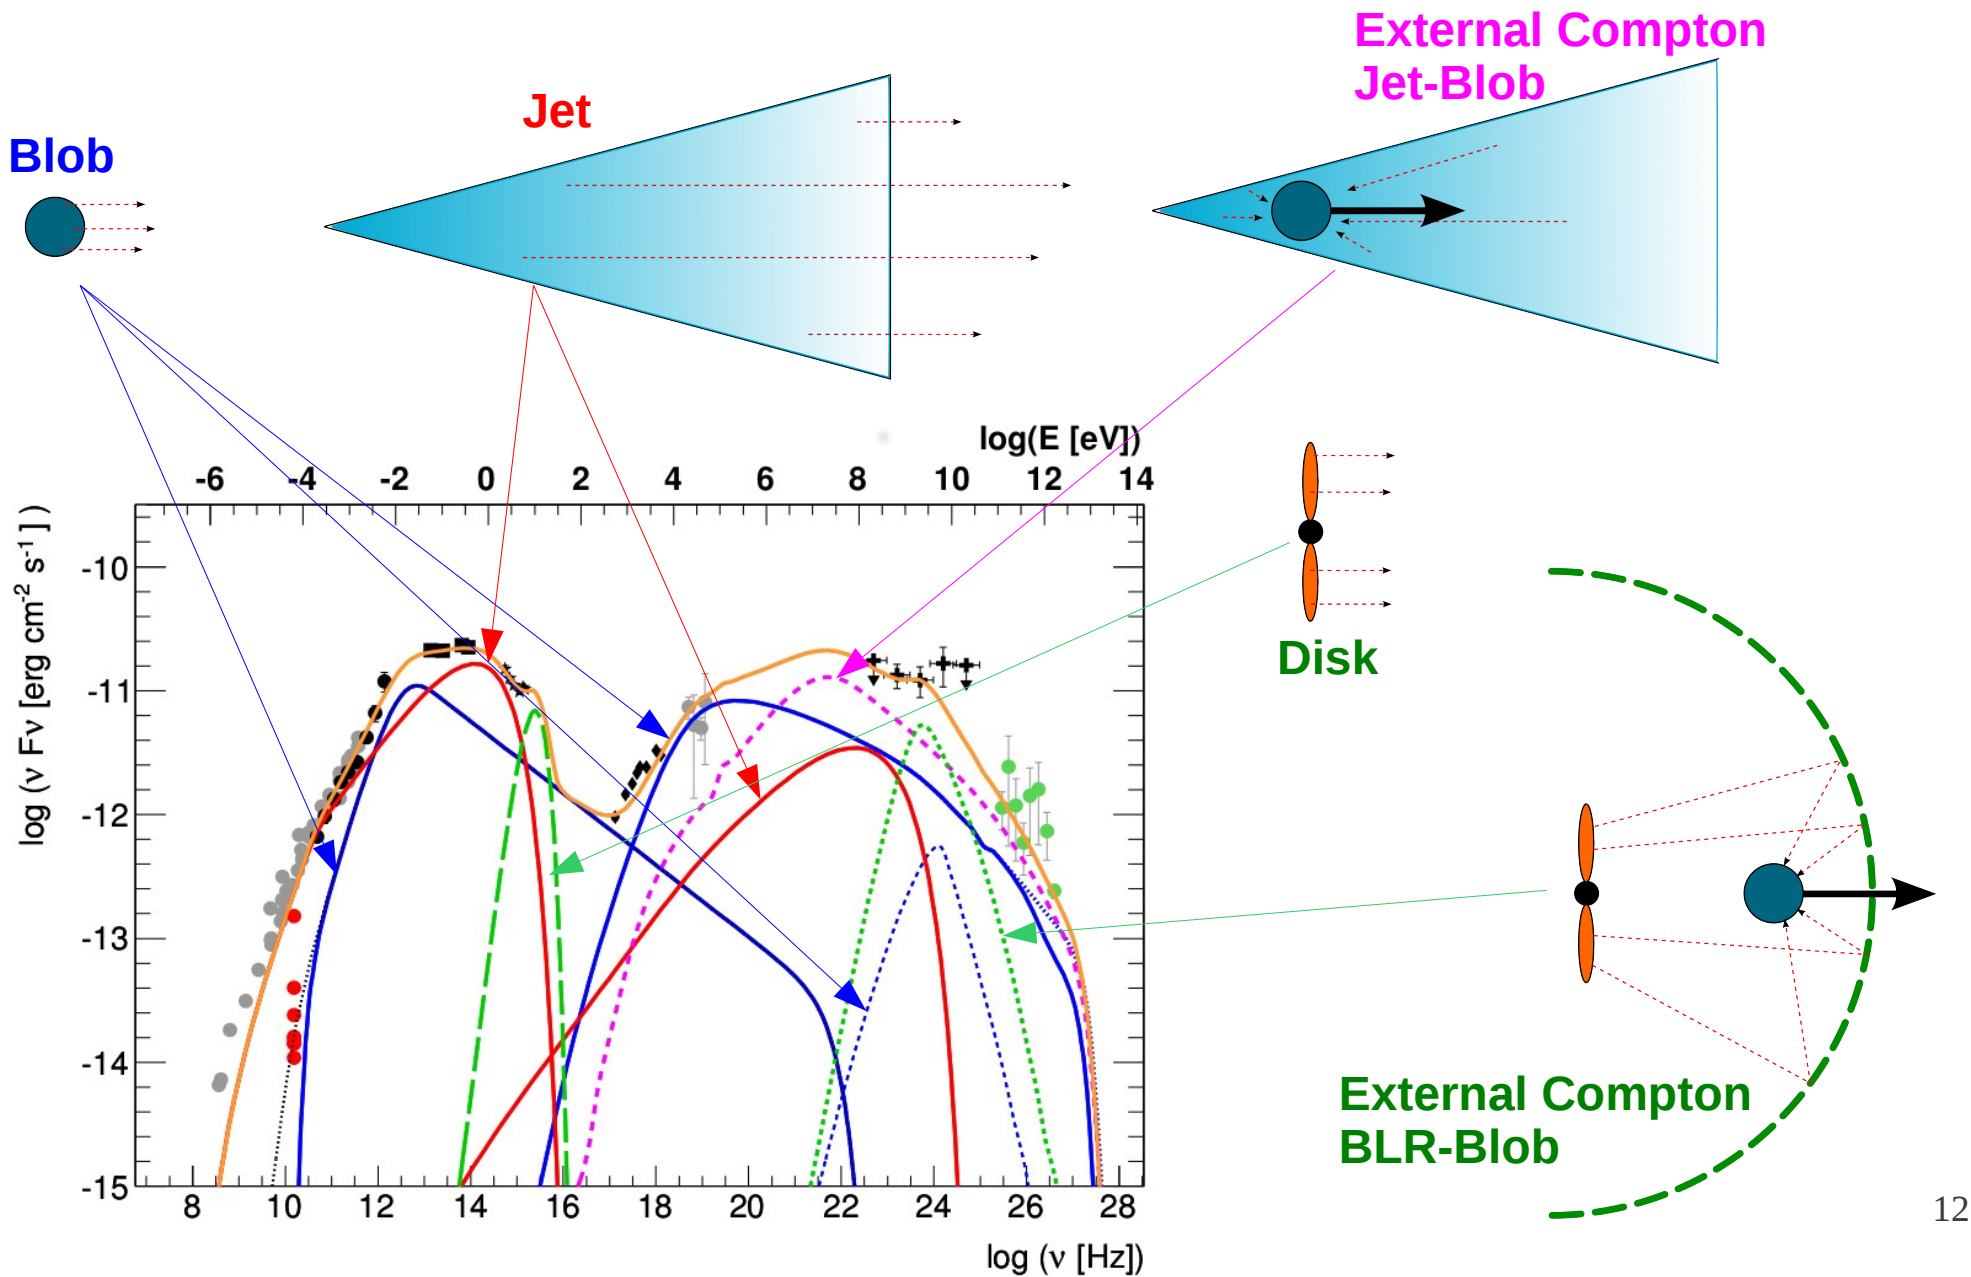 External Compton
Jet-Blob
Jet
Blob
log(E [eV])
-6 -4 -2 0 2 4 6 8 10 12 14
log (ν Fν [erg cm-2 s-1] )
-10
-11
-12
-13
-14
-15
8 10 12 14 16 18 20 22 24 26 28
log (ν [Hz])
Disk
External Compton
BLR-Blob
12